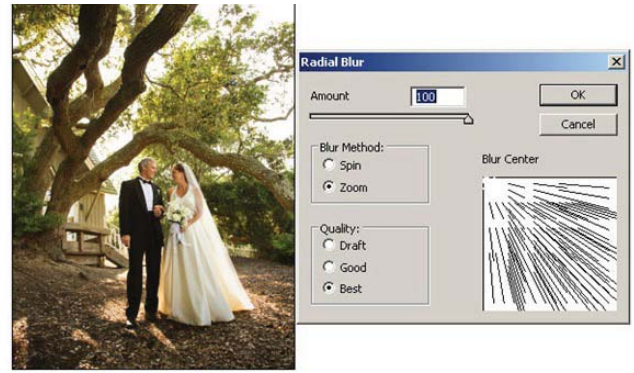 Radial Blur
Amount 100
OK
Cancel
Blur Method:
Spin
Zoom
Blur Center
Quality:
Draft
Good
Best